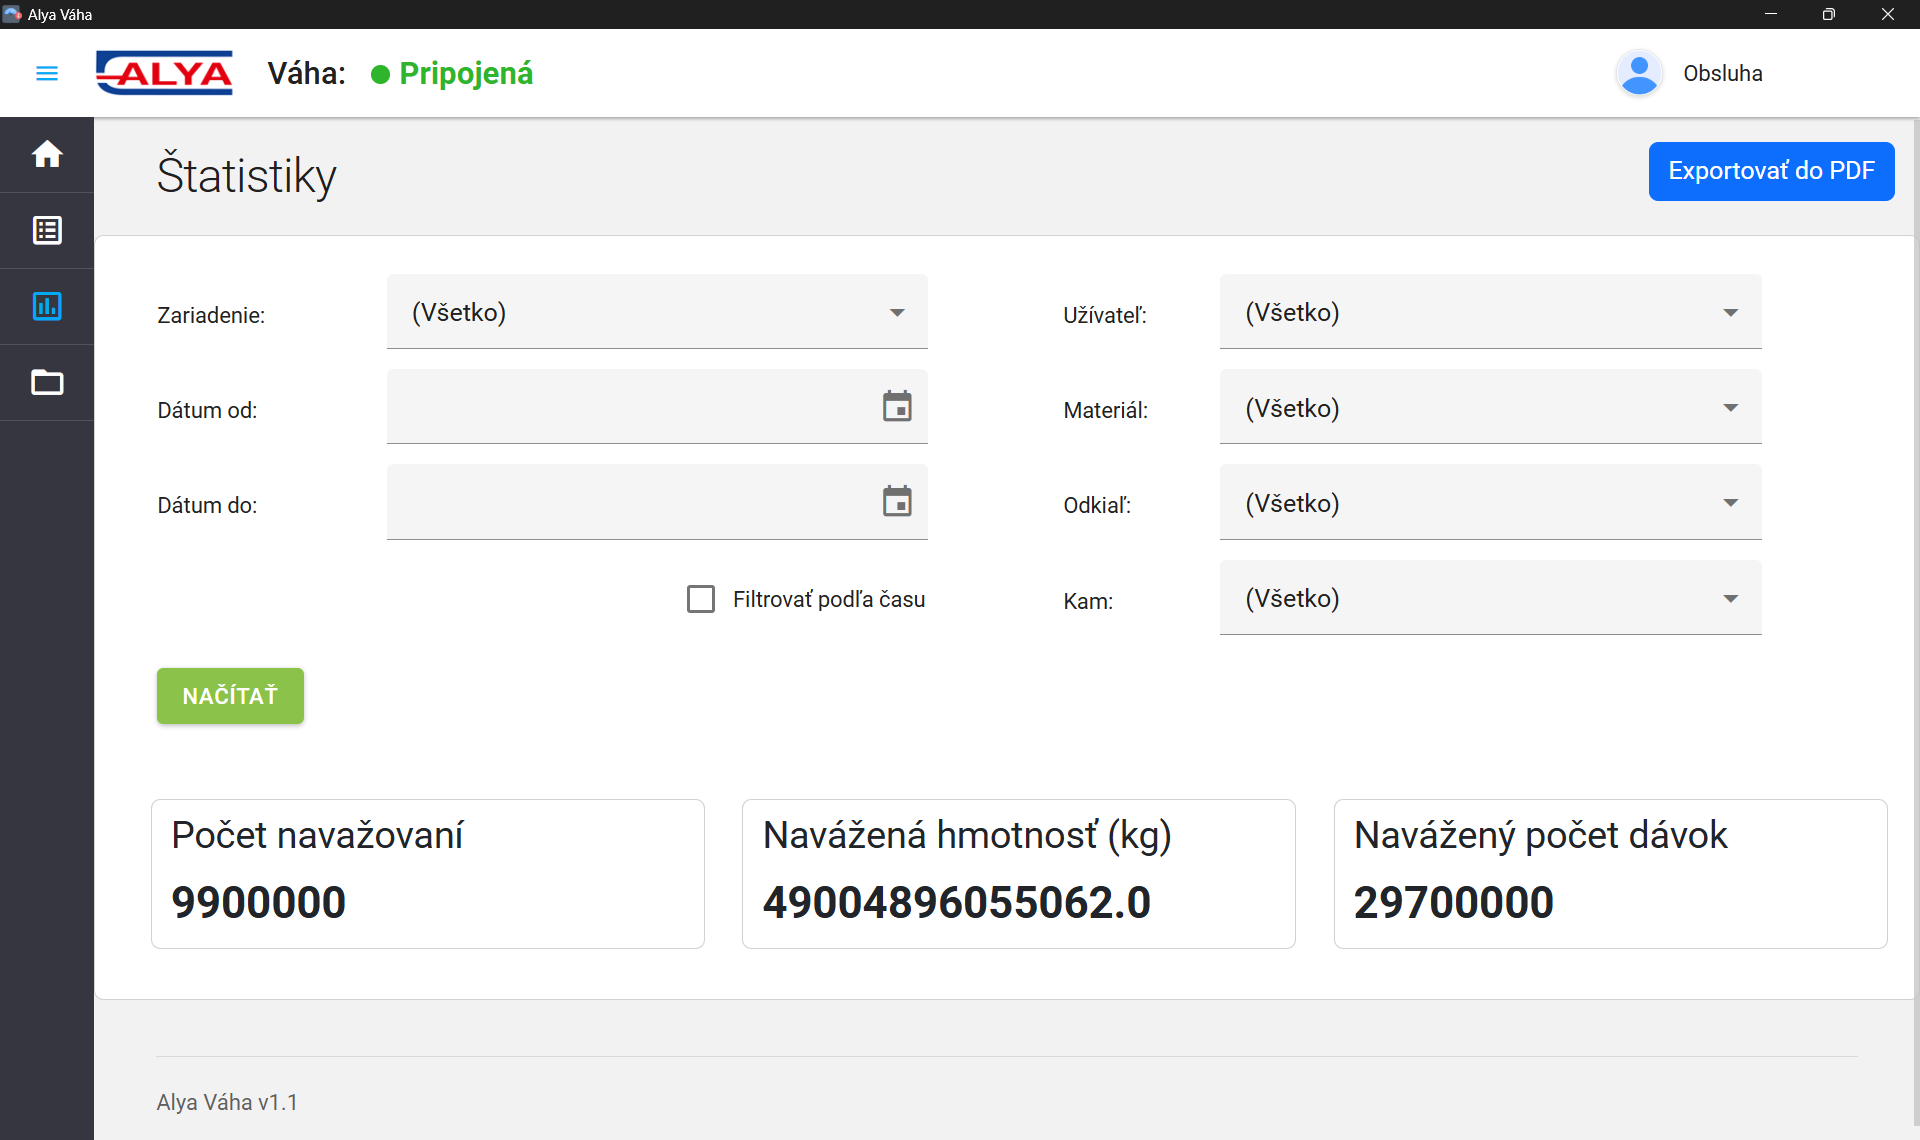 Alya Váha
ALYA
Váha: Pripojená
Obsluha
Štatistiky
Exportovať do PDF
Zariadenie: (Všetko)
Užívateľ: (Všetko)
Dátum od:
Materiál: (Všetko)
Dátum do:
Odkiaľ: (Všetko)
Filtrovať podľa času
Kam: (Všetko)
NAČÍTAŤ
Počet navažovaní
9900000
Navážená hmotnosť (kg)
49004896055062.0
Navážený počet dávok
29700000
Alya Váha v1.1